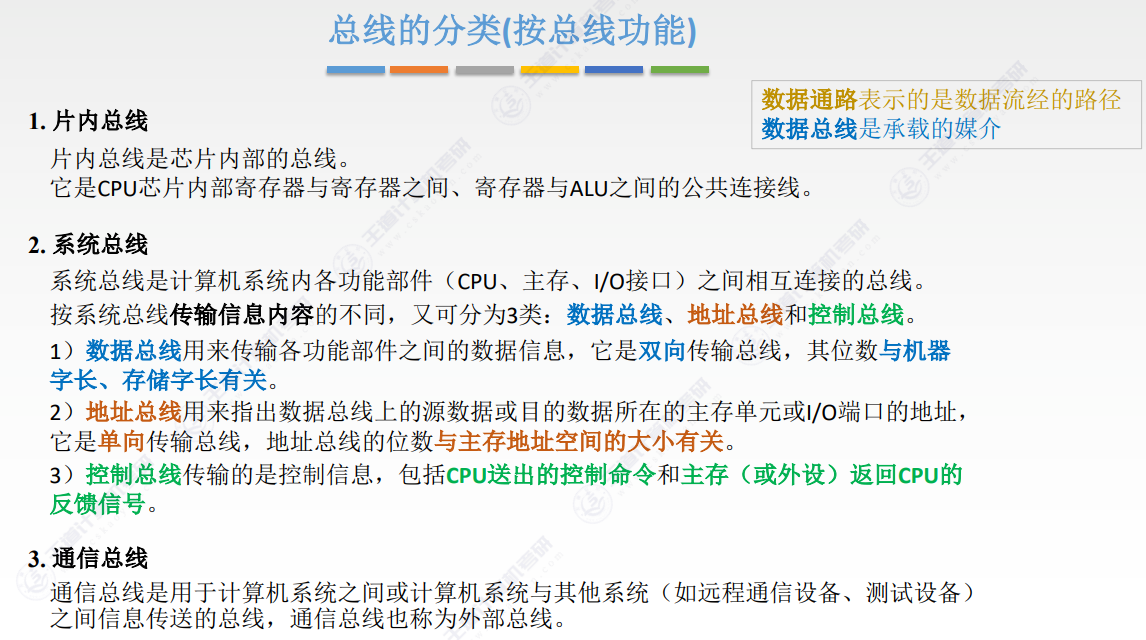 总线的分类(按总线功能)
数据通路表示的是数据流经的路径
数据总线是承载的媒介
1. 片内总线
片内总线是芯片内部的总线。
它是CPU芯片内部寄存器与寄存器之间、寄存器与ALU之间的公共连接线。
2. 系统总线
系统总线是计算机系统内各功能部件（CPU、主存、I/O接口）之间相互连接的总线。
按系统总线传输信息内容的不同，又可分为3类：数据总线、地址总线和控制总线。
1）数据总线用来传输各功能部件之间的数据信息，它是双向传输总线，其位数与机器
字长、存储字长有关。
2）地址总线用来指出数据总线上的源数据或目的数据所在的主存单元或I/O端口的地址，
它是单向传输总线，地址总线的位数与主存地址空间的大小有关。
3）控制总线传输的是控制信息，包括CPU送出的控制命令和主存（或外设）返回CPU的
反馈信号。
3. 通信总线
通信总线是用于计算机系统之间或计算机系统与其他系统（如远程通信设备、测试设备）
之间信息传送的总线，通信总线也称为外部总线。